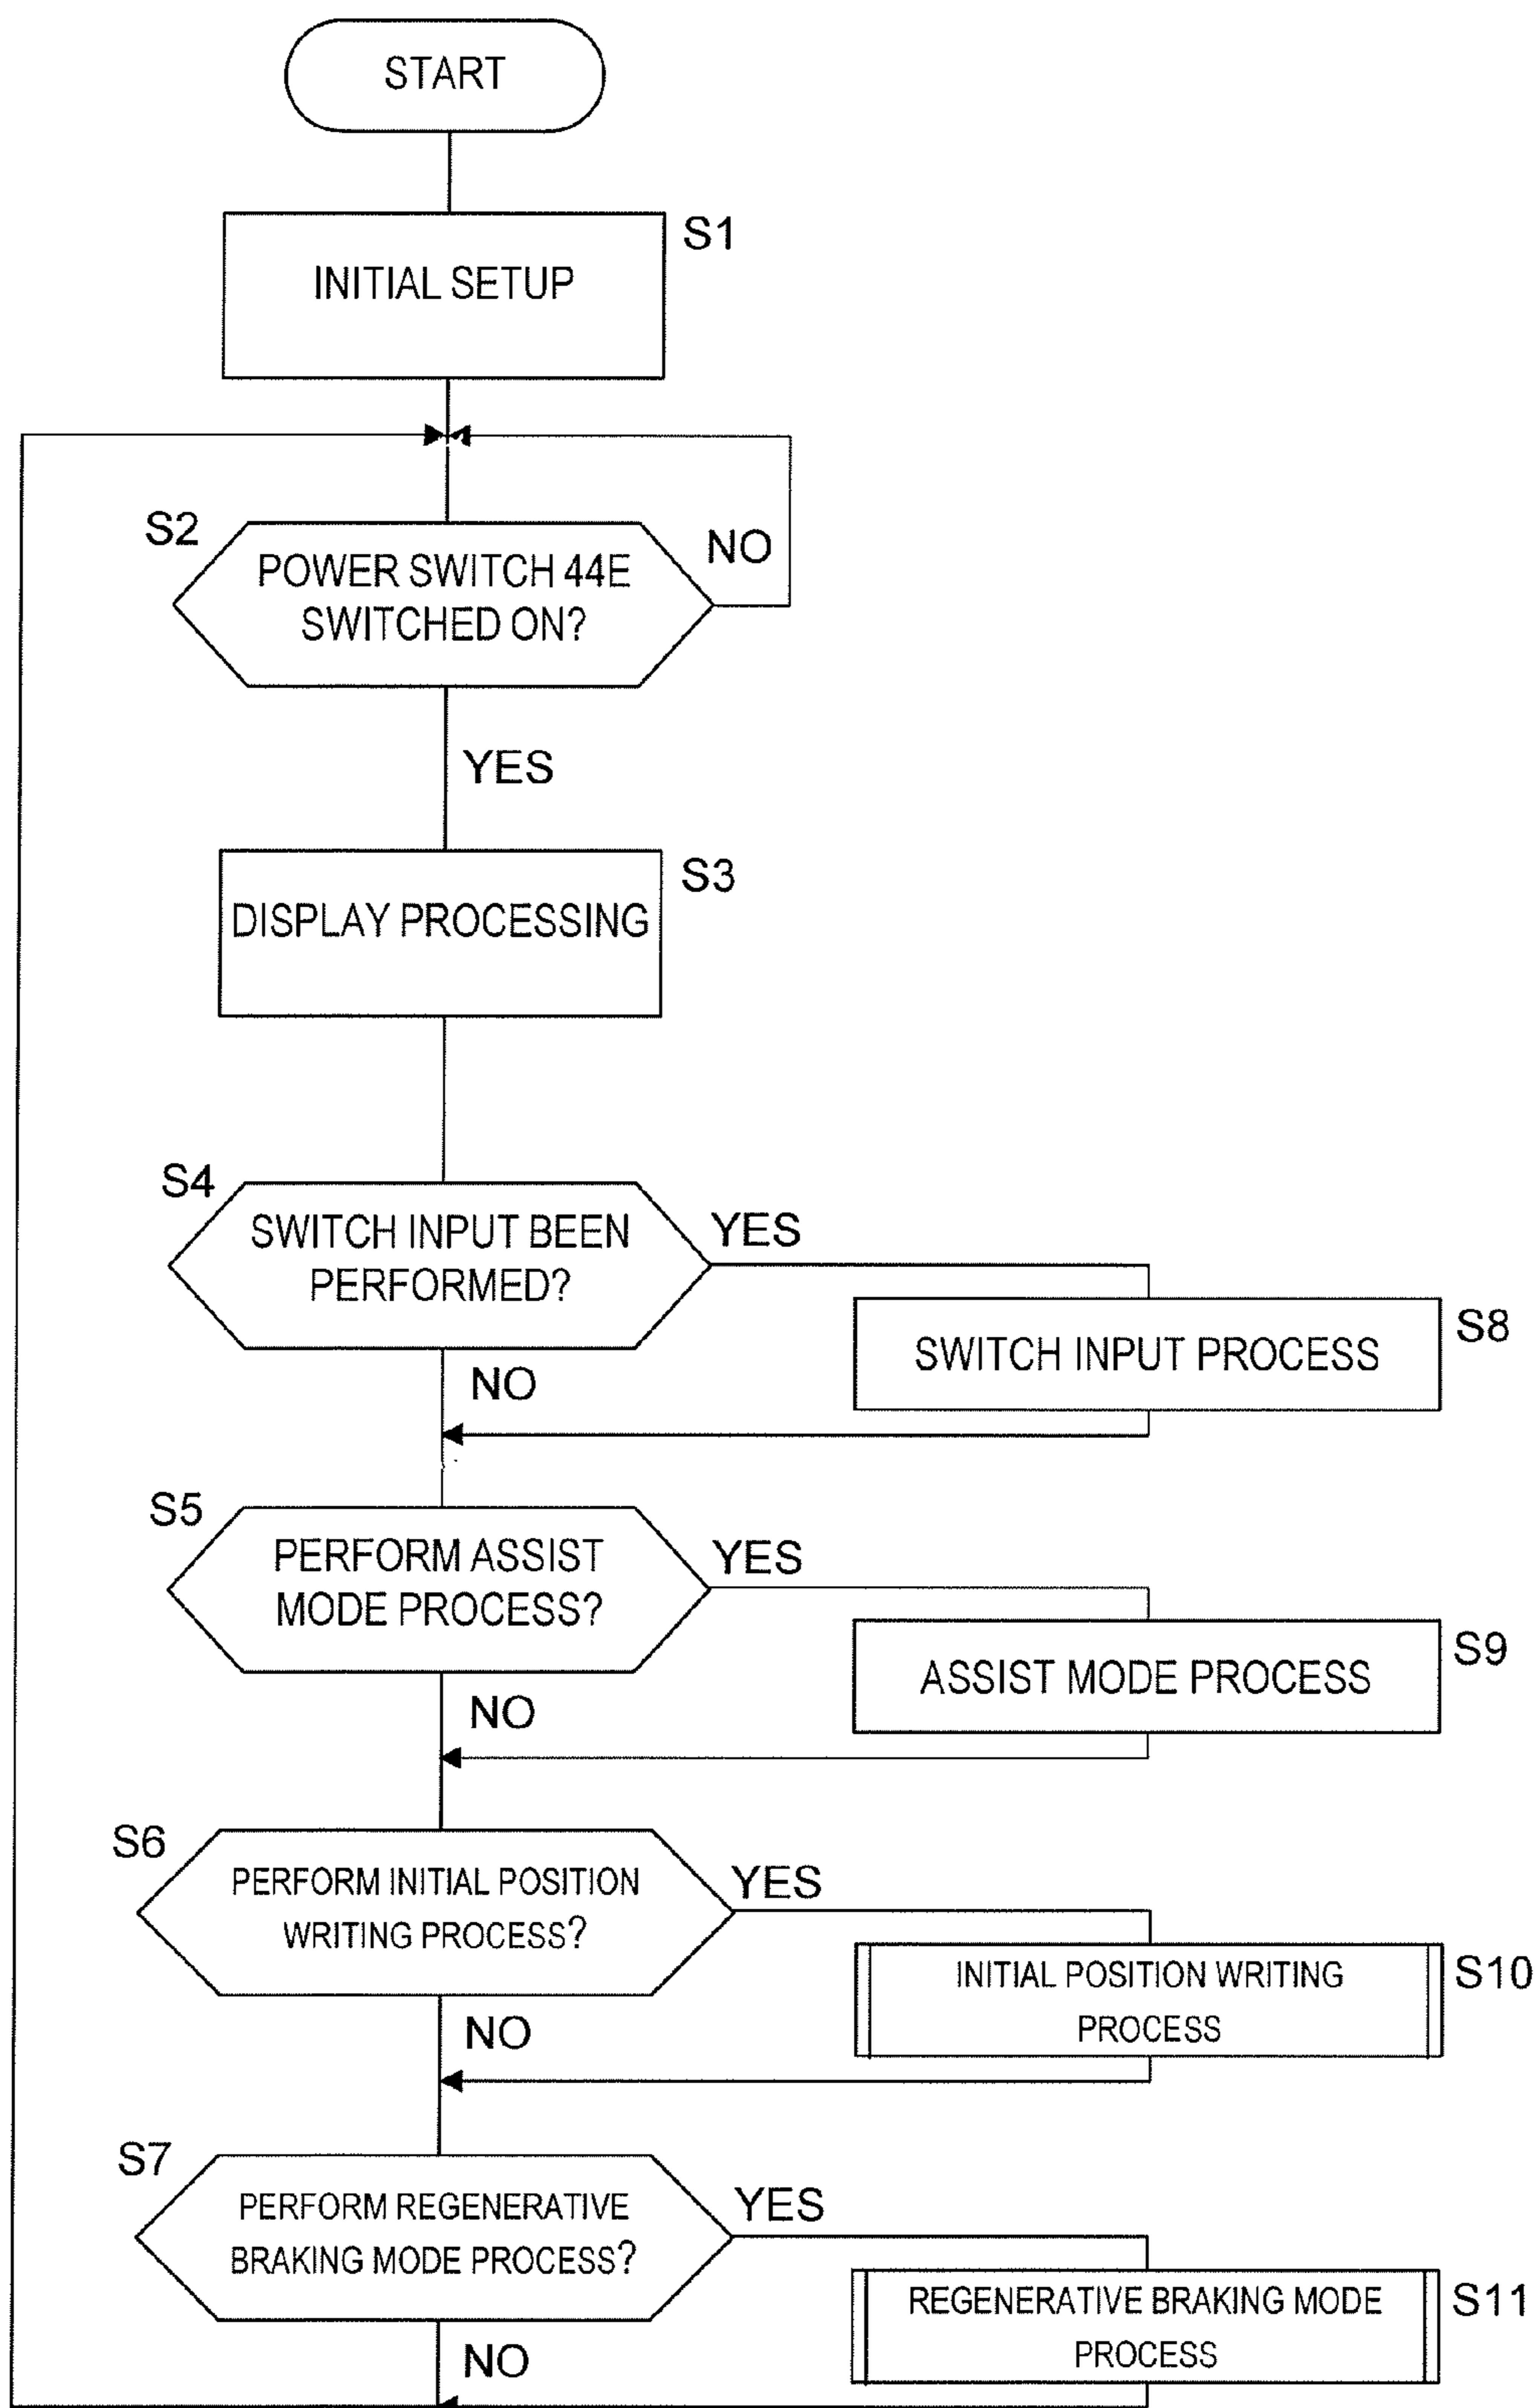 START
S1
INITIAL SETUP
S2
NO
POWER SWITCH 44E
SWITCHED ON?
YES
S3
DISPLAY PROCESSING
S4
SWITCH INPUT BEEN
PERFORMED?
YES
S8
SWITCH INPUT PROCESS
NO
S5
PERFORM ASSIST
MODE PROCESS?
YES
S9
ASSIST MODE PROCESS
NO
S6
PERFORM INITIAL POSITION
WRITING PROCESS?
YES
S10
INITIAL POSITION WRITING
PROCESS
NO
S7
PERFORM REGENERATIVE
BRAKING MODE PROCESS?
YES
S11
REGENERATIVE BRAKING MODE
PROCESS
NO